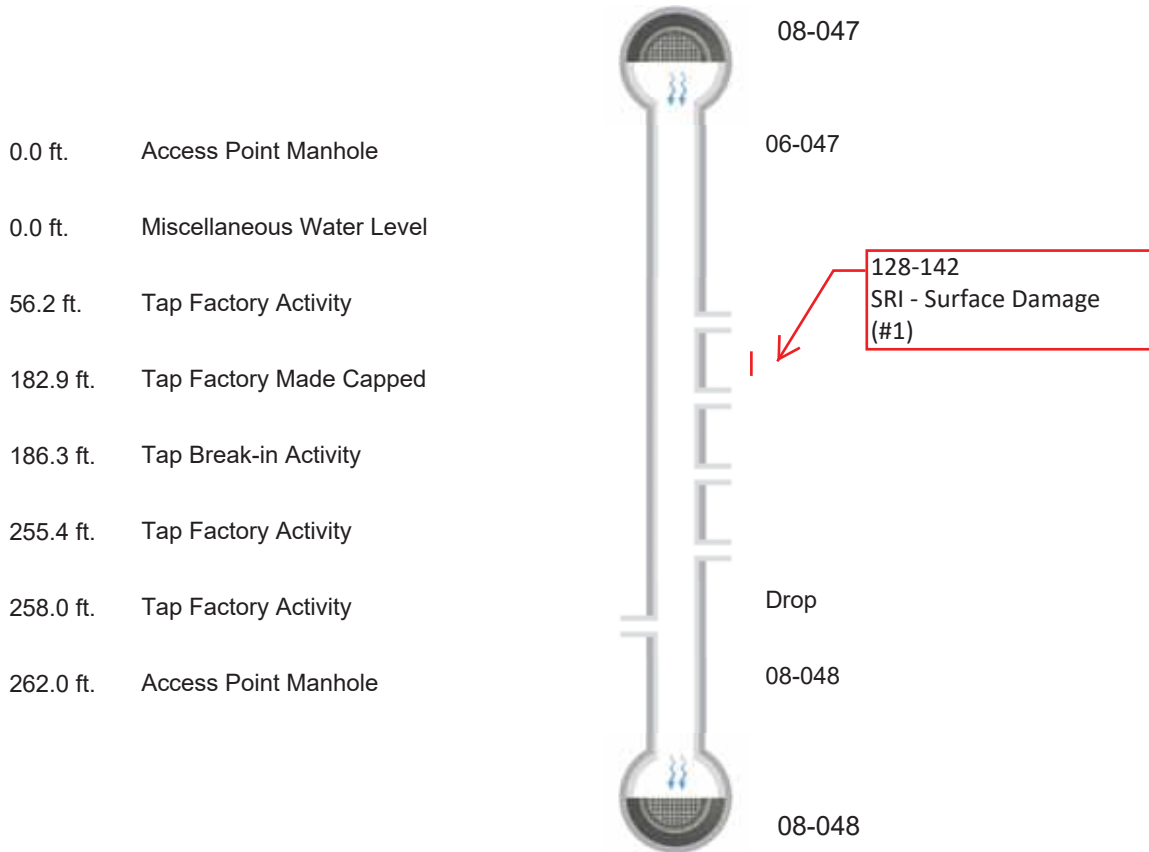 08-047
0.0 ft. Access Point Manhole 06-047
0.0 ft. Miscellaneous Water Level
128-142
SRI - Surface Damage
(#1)
56.2 ft. Tap Factory Activity
182.9 ft. Tap Factory Made Capped
186.3 ft. Tap Break-in Activity
255.4 ft. Tap Factory Activity
258.0 ft. Tap Factory Activity Drop
262.0 ft. Access Point Manhole 08-048
08-048